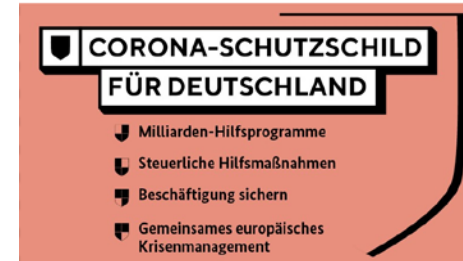 CORONA-SCHUTZSCHILD
FÜR DEUTSCHLAND
Milliarden-Hilfsprogramme
Steuerliche Hilfsmaßnahmen
Beschäftigung sichern
Gemeinsames europäisches
Krisenmanagement